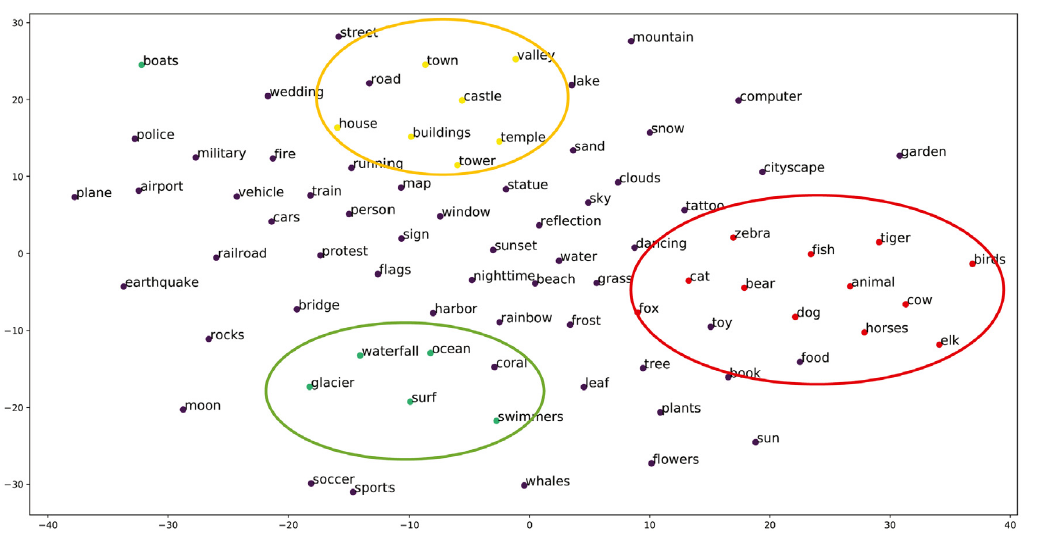 30
street
mountain
boats
town
valley
road
lake
wedding
castle
computer
20
house
buildings
temple
snow
police
military
fire
running
tower
sand
garden
cityscape
10
plane
airport
vehicle
train
map
statue
clouds
sky
tattoo
cars
person
window
reflection
zebra
tiger
sign
fish
0
railroad
protest
sunset
water
dancing
birds
flags
nighttime
beach
grass
cat
bear
animal
earthquake
cow
bridge
harbor
rainbow
frost
fox
toy
dog
horses
-10
rocks
elk
waterfall
ocean
coral
tree
food
glacier
surf
leaf
book
-20
moon
swimmers
plants
sun
flowers
soccer
sports
whales
-30
-40 -30 -20 -10 0 10 20 30 40